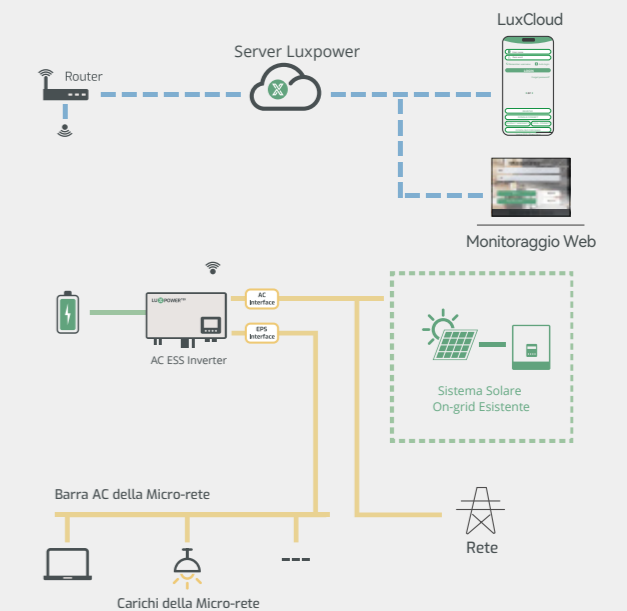 LuxCloud
Server Luxpower
Router
Monitoraggio Web
LUXPOWER
AC
Interface
EPS
Interface
AC ESS Inverter
Sistema Solare
On-grid Esistente
Barra AC della Micro-rete
Rete
Carichi della Micro-rete